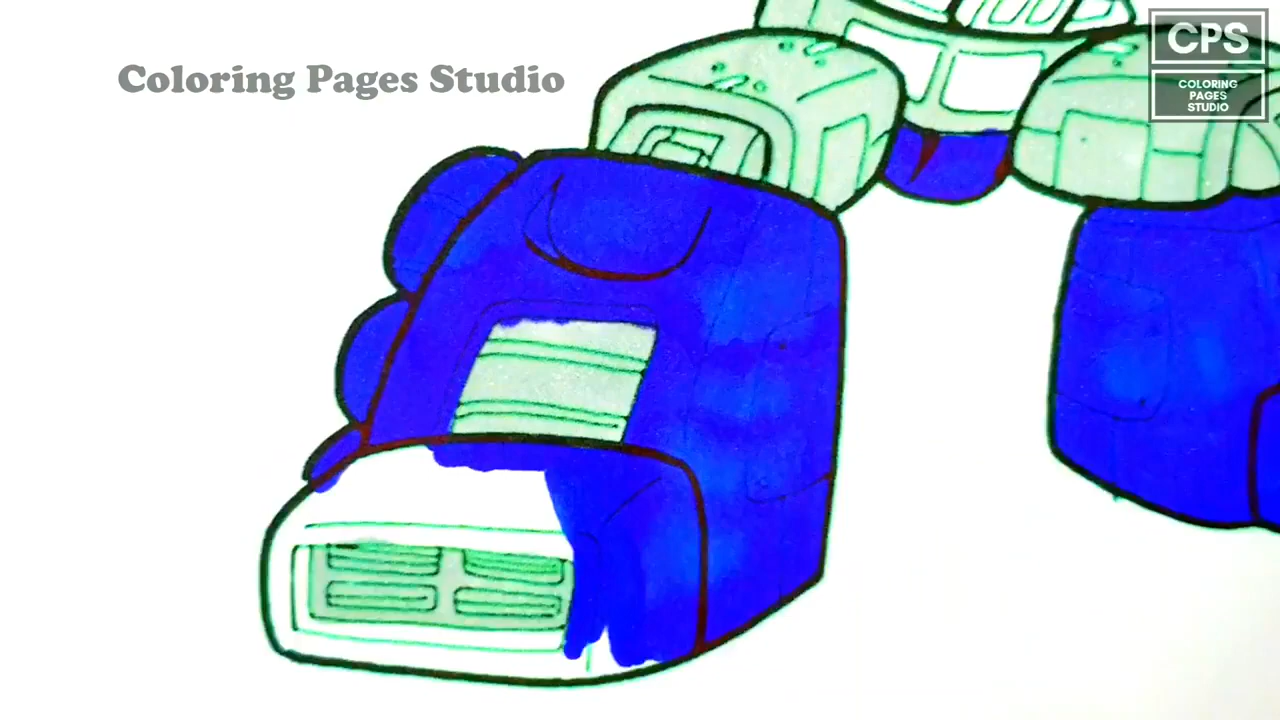 Coloring Pages Studio
CPS
COLORING
PAGES
STUDIO